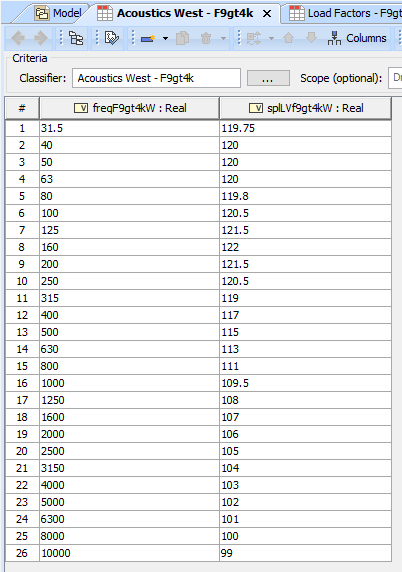 Model Acoustics West - F9gt4k Load Factors - F9gt
Columns
Criteria
Classifier: Acoustics West - F9gt4k ... Scope (optional): Dr
# freqF9gt4kW : Real splLVf9gt4kW : Real
1 31.5 119.75
2 40 120
3 50 120
4 63 120
5 80 119.8
6 100 120.5
7 125 121.5
8 160 122
9 200 121.5
10 250 120.5
11 315 119
12 400 117
13 500 115
14 630 113
15 800 111
16 1000 109.5
17 1250 108
18 1600 107
19 2000 106
20 2500 105
21 3150 104
22 4000 103
23 5000 102
24 6300 101
25 8000 100
26 10000 99